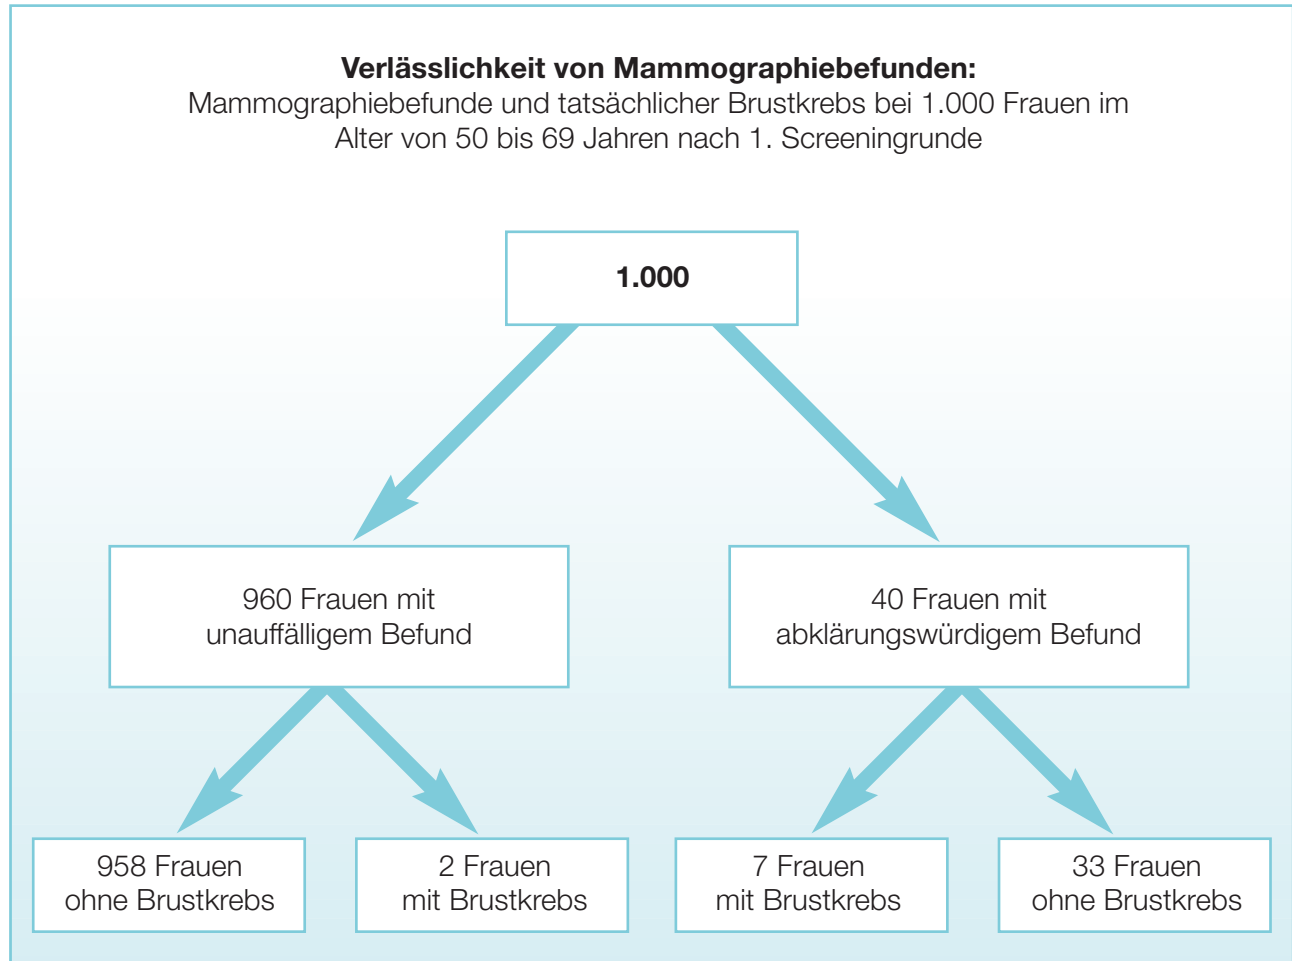 Verlässlichkeit von Mammographiebefunden:
Mammographiebefunde und tatsächlicher Brustkrebs bei 1.000 Frauen im
Alter von 50 bis 69 Jahren nach 1. Screeningrunde
1.000
960 Frauen mit
unauffälligem Befund
40 Frauen mit
abklärungswürdigem Befund
958 Frauen
ohne Brustkrebs
2 Frauen
mit Brustkrebs
7 Frauen
mit Brustkrebs
33 Frauen
ohne Brustkrebs